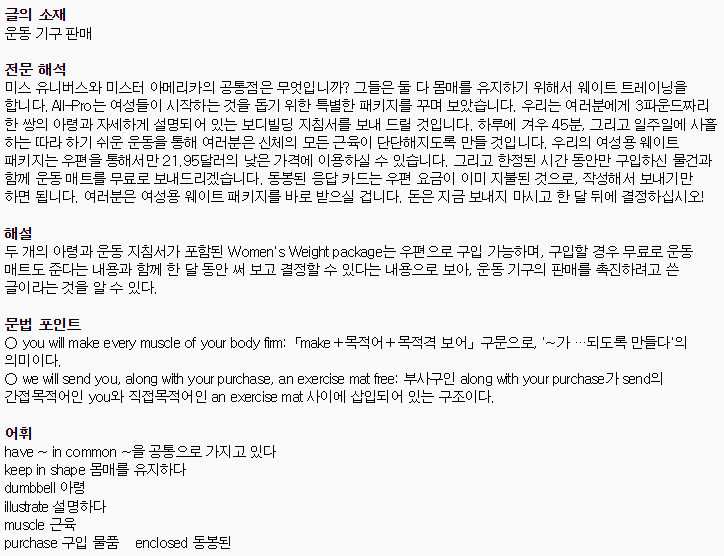 글의 소재
운동 기구 판매
전문 해석
미스 유니버스와 미스터 아메리카의 공통점은 무엇입니까? 그들은 둘 다 몸매를 유지하기 위해서 웨이트 트레이닝을
합니다. All-Pro는 여성들이 시작하는 것을 돕기 위한 특별한 패키지를 꾸며 보았습니다. 우리는 여러분에게 3파운드짜리
한 쌍의 아령과 자세하게 설명되어 있는 보디빌딩 지침서를 보내 드릴 것입니다. 하루에 겨우 45분, 그리고 일주일에 사흘
하는 따라 하기 쉬운 운동을 통해 여러분은 신체의 모든 근육이 단단해지도록 만들 것입니다. 우리의 여성용 웨이트
패키지는 우편을 통해서만 21.95달러의 낮은 가격에 이용하실 수 있습니다. 그리고 한정된 시간 동안만 구입하신 물건과
함께 운동 매트를 무료로 보내드리겠습니다. 동봉된 응답 카드는 우편 요금이 이미 지불된 것으로, 작성해서 보내기만
하면 됩니다. 여러분은 여성용 웨이트 패키지를 바로 받으실 겁니다. 돈은 지금 보내지 마시고 한 달 뒤에 결정하십시오!
해설
두 개의 아령과 운동 지침서가 포함된 Women's Weight package는 우편으로 구입 가능하며, 구입할 경우 무료로 운동
매트도 준다는 내용과 함께 한 달 동안 써 보고 결정할 수 있다는 내용으로 보아, 운동 기구의 판매를 촉진하려고 쓴
글이라는 것을 알 수 있다.
문법 포인트
○ you will make every muscle of your body firm:「make+목적어+목적격 보어」구문으로, '~가 …되도록 만들다'의
의미이다.
○ we will send you, along with your purchase, an exercise mat free: 부사구인 along with your purchase가 send의
간접목적어인 you와 직접목적어인 an exercise mat 사이에 삽입되어 있는 구조이다.
어휘
have ~ in common ~을 공통으로 가지고 있다
keep in shape 몸매를 유지하다
dumbbell 아령
illustrate 설명하다
muscle 근육
purchase 구입 물품 enclosed 동봉된